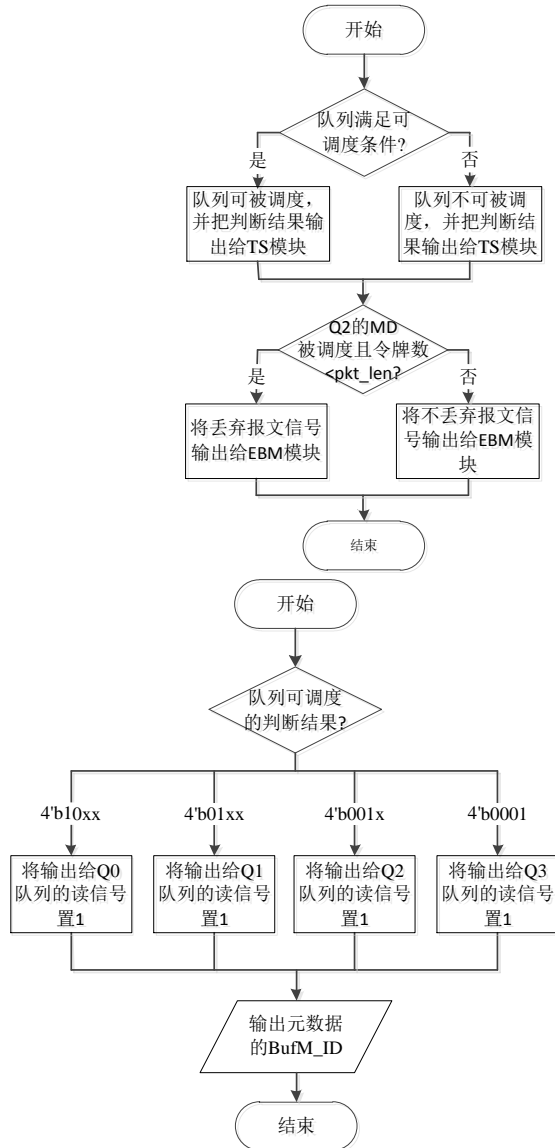 开始
队列满足可
调度条件?
是
否
队列可被调度，
并把判断结果输
出给TS模块
队列不可被调
度，并把判断结
果输出给TS模块
Q2的MD
被调度且令牌数
<pkt_len?
是
否
将丢弃报文信号
输出给EBM模块
将不丢弃报文信
号输出给EBM模
块
结束
开始
队列可调度
的判断结果?
4'b10xx
4'b01xx
4'b001x
4'b0001
将输出给Q0
队列的读信号
置1
将输出给Q1
队列的读信号
置1
将输出给Q2
队列的读信号
置1
将输出给Q3
队列的读信号
置1
输出元数据
的BufM_ID
结束